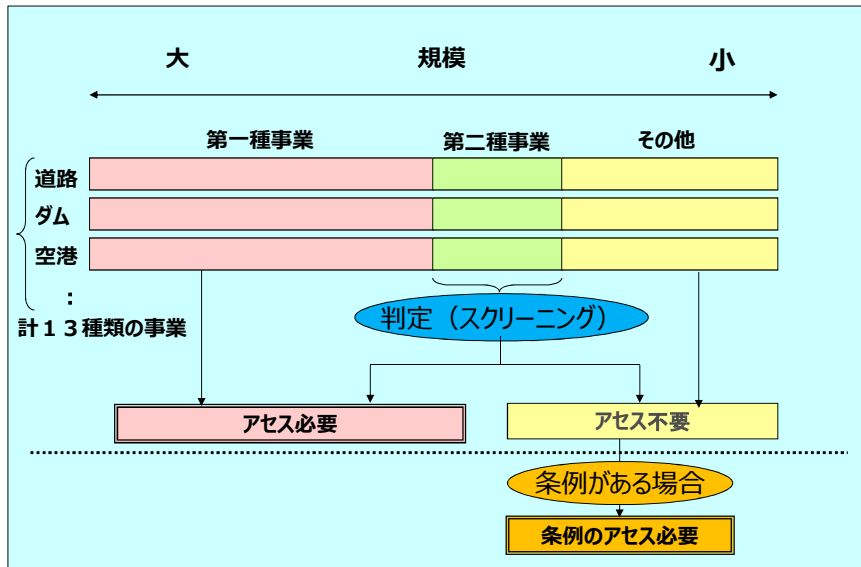 大 規模 小
第一種事業 第二種事業 その他
道路
ダム
空港
：
計１３種類の事業
判定（スクリーニング）
アセス必要 アセス不要
条例がある場合
条例のアセス必要